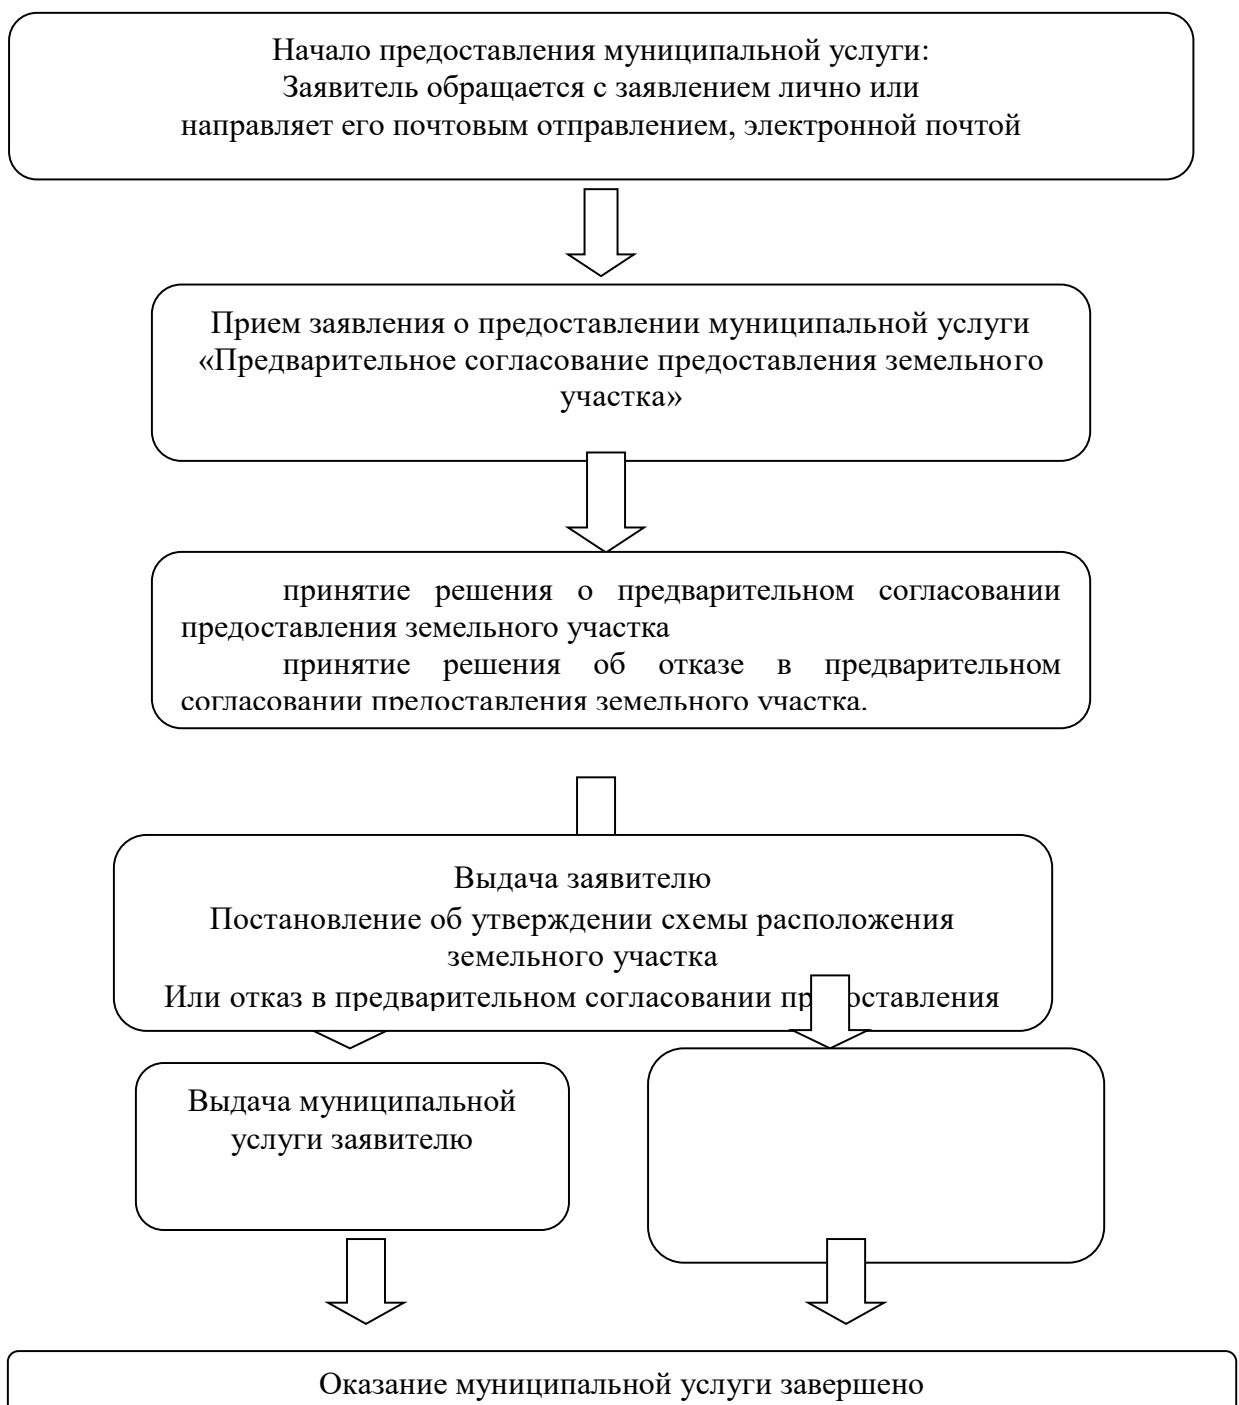 Начало предоставления муниципальной услуги:
Заявитель обращается с заявлением лично или
направляет его почтовым отправлением, электронной почтой
Прием заявления о предоставлении муниципальной услуги
«Предварительное согласование предоставления земельного
участка»
принятие решения о предварительном согласовании
предоставления земельного участка
принятие решения об отказе в предварительном
согласовании предоставления земельного участка.
Выдача заявителю
Постановление об утверждении схемы расположения
земельного участка
Или отказ в предварительном согласовании предоставления
Выдача муниципальной
услуги заявителю
Оказание муниципальной услуги завершено